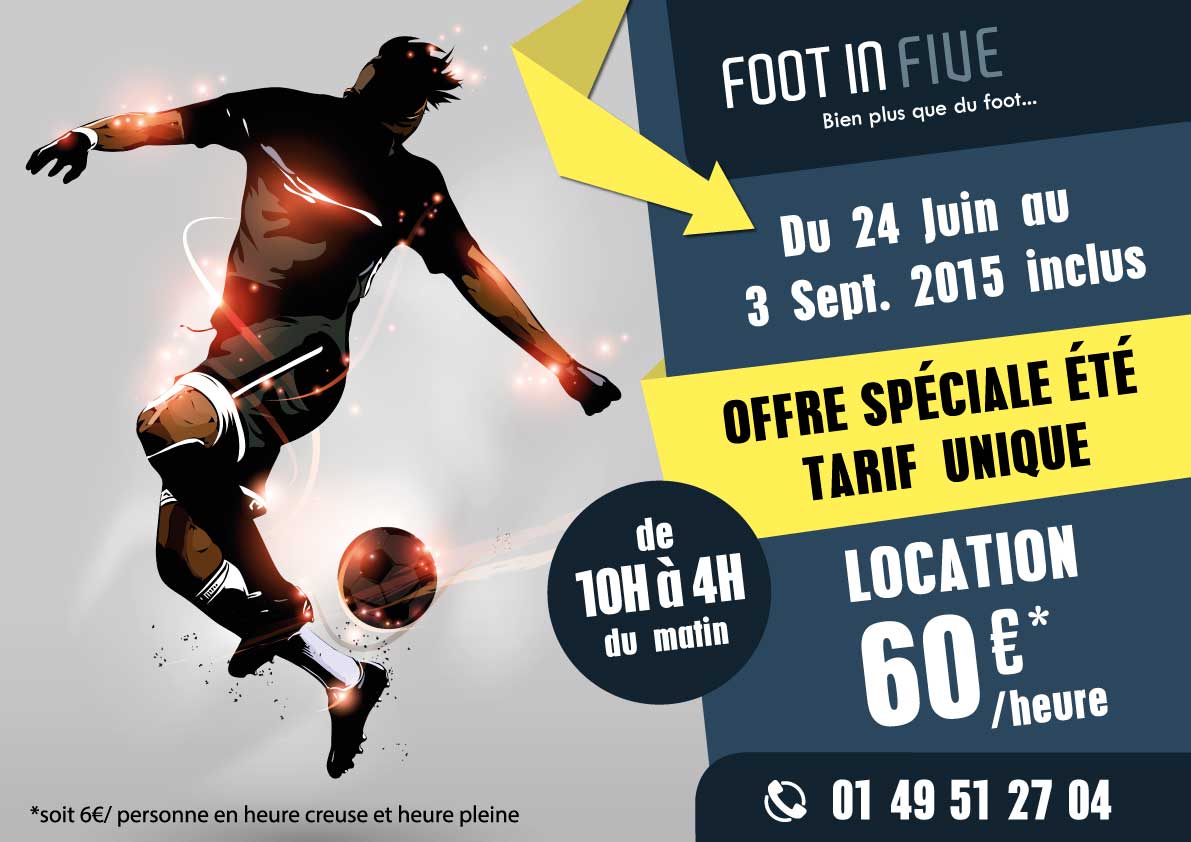 FOOT IN FIVE
Bien plus que du foot...
Du 24 Juin au
3 Sept. 2015 inclus
OFFRE SPÉCIALE ÉTÉ
TARIF UNIQUE
de
10H à 4H
du matin
LOCATION
60€*
/heure
01 49 51 27 04
*soit 6€/ personne en heure creuse et heure pleine